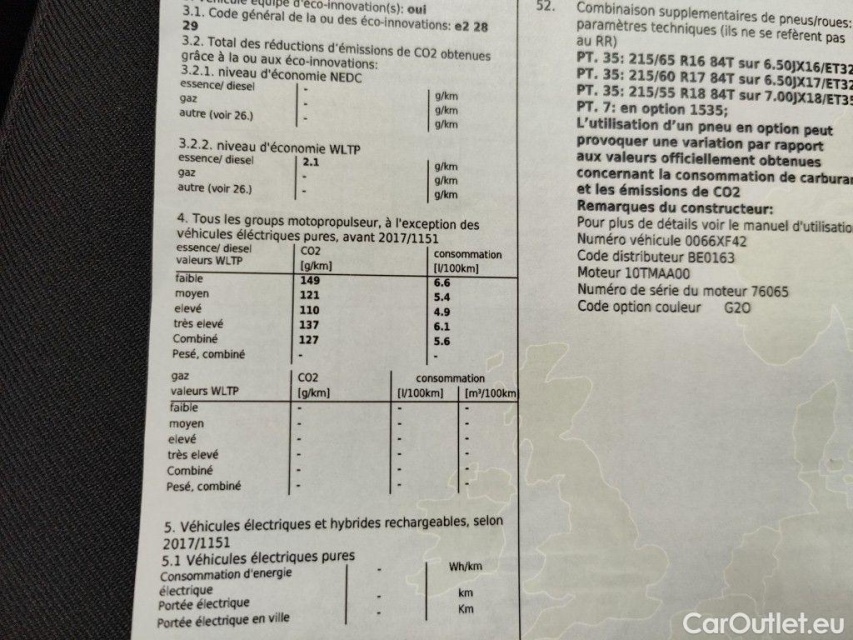 Véhicule équipé d'éco-innovation(s): oui
3.1. Code général de la ou des éco-innovations: e2 28
29
3.2. Total des réductions d'émissions de CO2 obtenues
grâce à la ou aux éco-innovations:
3.2.1. niveau d'économie NEDC
essence/ diesel - g/km
gaz - g/km
autre (voir 26.) - g/km
3.2.2. niveau d'économie WLTP
essence/ diesel 2.1 g/km
gaz - g/km
autre (voir 26.) - g/km
4. Tous les groups motopropulseur, à l'exception des
véhicules éléctriques pures, avant 2017/1151
essence/ diesel CO2 consommation
valeurs WLTP [g/km] [l/100km]
faible 149 6.6
moyen 121 5.4
elevé 110 4.9
très elevé 137 6.1
Combiné 127 5.6
Pesé, combiné - -
gaz CO2 consommation
valeurs WLTP [g/km] [l/100km] [m³/100km]
faible - - -
moyen - - -
elevé - - -
très elevé - - -
Combiné - - -
Pesé, combiné - - -
5. Véhicules électriques et hybrides rechargeables, selon
2017/1151
5.1 Véhicules électriques pures
Consommation d'energie - Wh/km
électrique
Portée électrique - km
Portée électrique en ville - Km
52. Combinaison supplementaires de pneus/roues:
paramètres techniques (ils ne se refèrent pas
au RR)
PT. 35: 215/65 R16 84T sur 6.50JX16/ET32
PT. 35: 215/60 R17 84T sur 6.50JX17/ET32
PT. 35: 215/55 R18 84T sur 7.00JX18/ET35
PT. 7: en option 1535;
L'utilisation d'un pneu en option peut
provoquer une variation par rapport
aux valeurs officiellement obtenues
concernant la consommation de carburan
et les émissions de CO2
Remarques du constructeur:
Pour plus de détails voir le manuel d'utilisatio
Numéro véhicule 0066XF42
Code distributeur BE0163
Moteur 10TMAA00
Numéro de série du moteur 76065
Code option couleur G2O
CarOutlet.eu